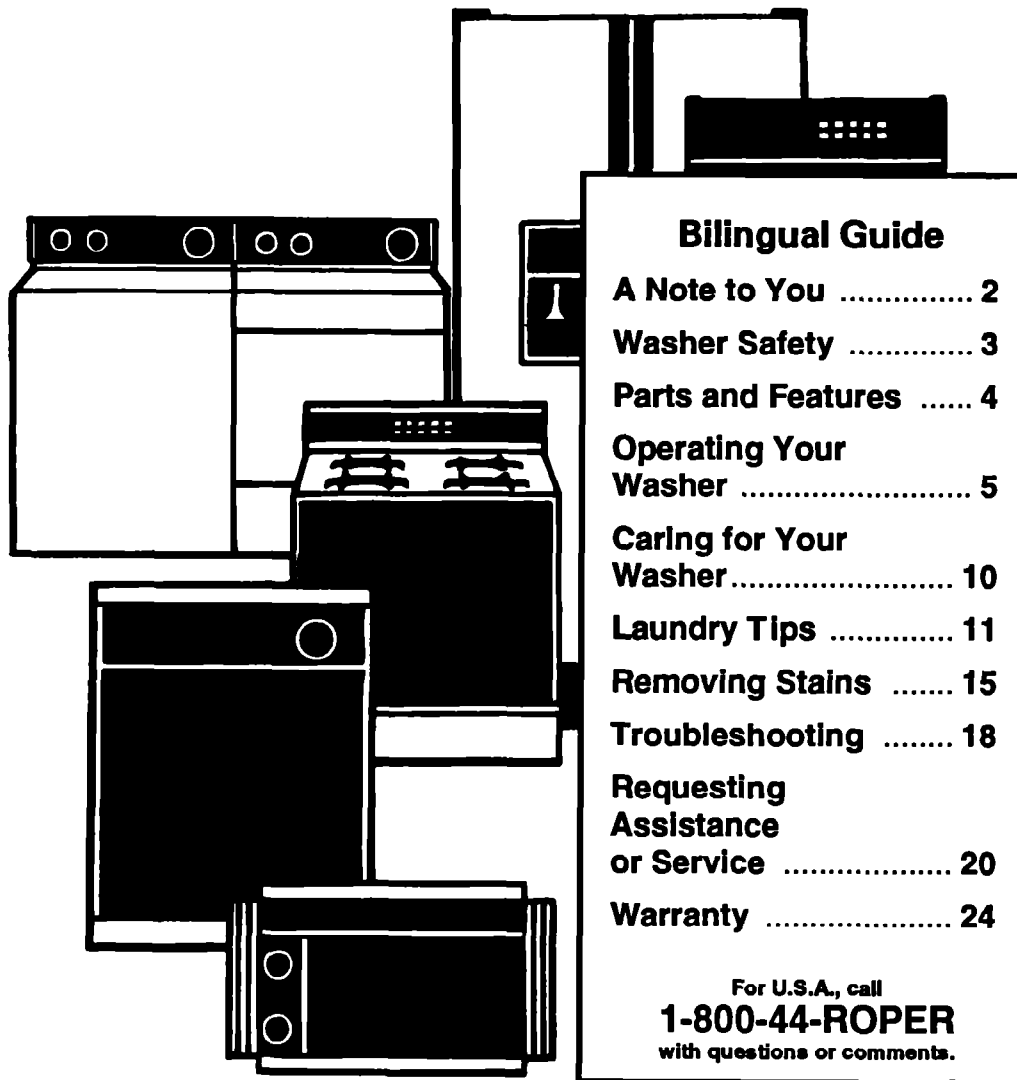 Bilingual Guide
A Note to You .............. 2
Washer Safety ............. 3
Parts and Features ...... 4
Operating Your
Washer ........................... 5
Caring for Your
Washer ........................ 10
Laundry Tips ............. 11
Removing Stains ....... 15
Troubleshooting ........ 18
Requesting
Assistance
or Service .................. 20
Warranty .................... 24
For U.S.A., call
1-800-44-ROPER
with questions or comments.